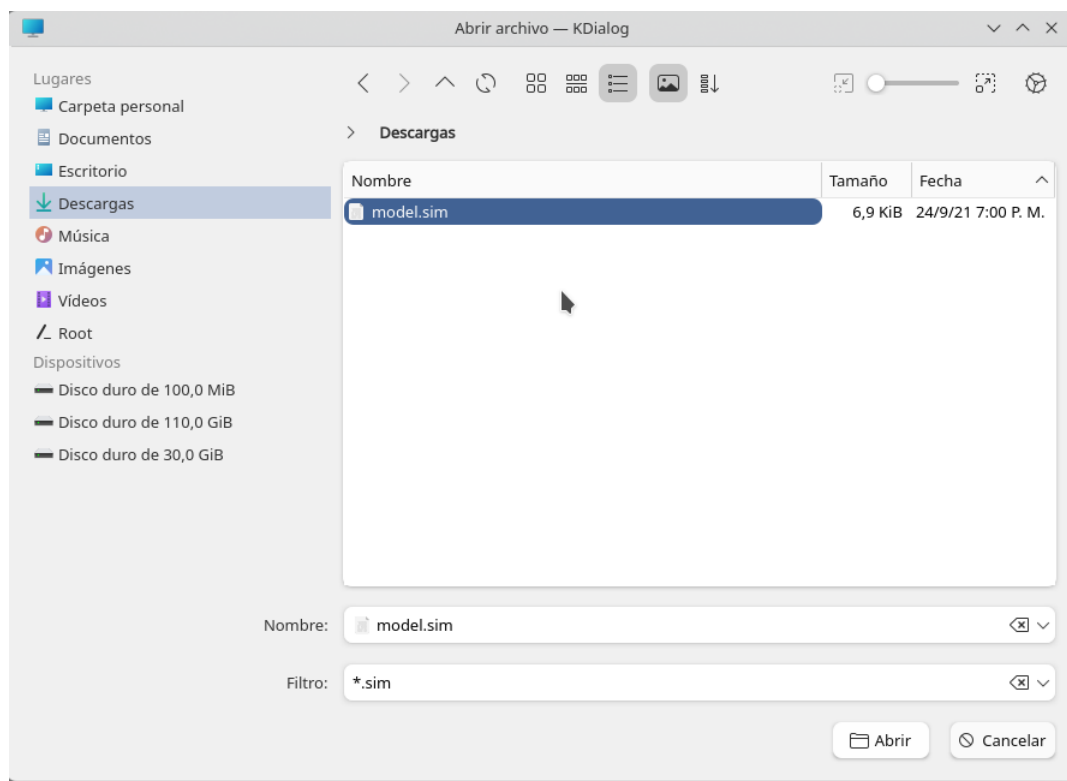 Abrir archivo — KDialog
Lugares
Carpeta personal
Documentos
Escritorio
Descargas
Música
Imágenes
Vídeos
Root
Dispositivos
Disco duro de 100,0 MiB
Disco duro de 110,0 GiB
Disco duro de 30,0 GiB
Descargas
Nombre Tamaño Fecha
model.sim 6,9 KiB 24/9/21 7:00 P. M.
Nombre: model.sim
Filtro: *.sim
Abrir Cancelar